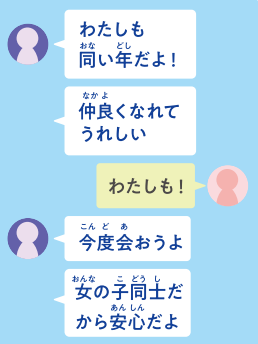 わたしも
同い年だよ！
仲良くなれて
うれしい
わたしも！
今度会おうよ
女の子同士だ
から安心だよ